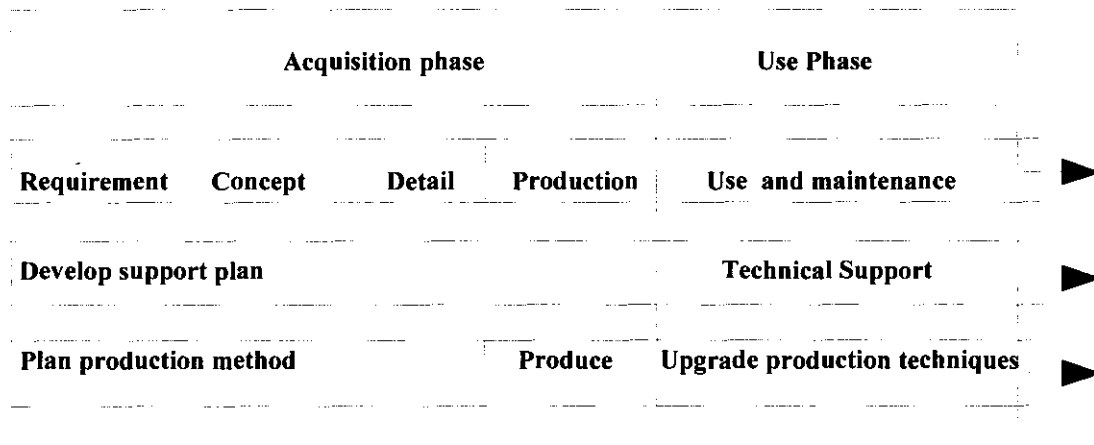 Acquisition phase Use Phase
Requirement Concept Detail Production Use and maintenance
Develop support plan Technical Support
Plan production method Produce Upgrade production techniques